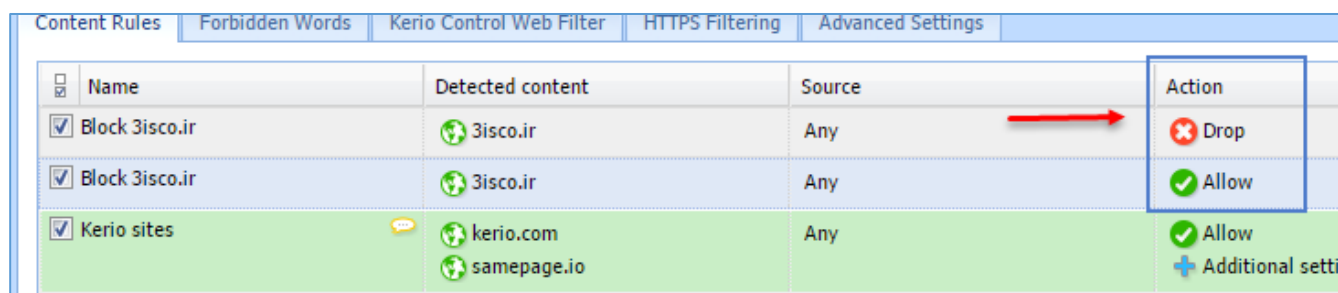 Content Rules Forbidden Words Kerio Control Web Filter HTTPS Filtering Advanced Settings
Name Detected content Source Action
Block 3isco.ir 3isco.ir Any Drop
Block 3isco.ir 3isco.ir Any Allow
Kerio sites kerio.com Any Allow
samepage.io Additional setti